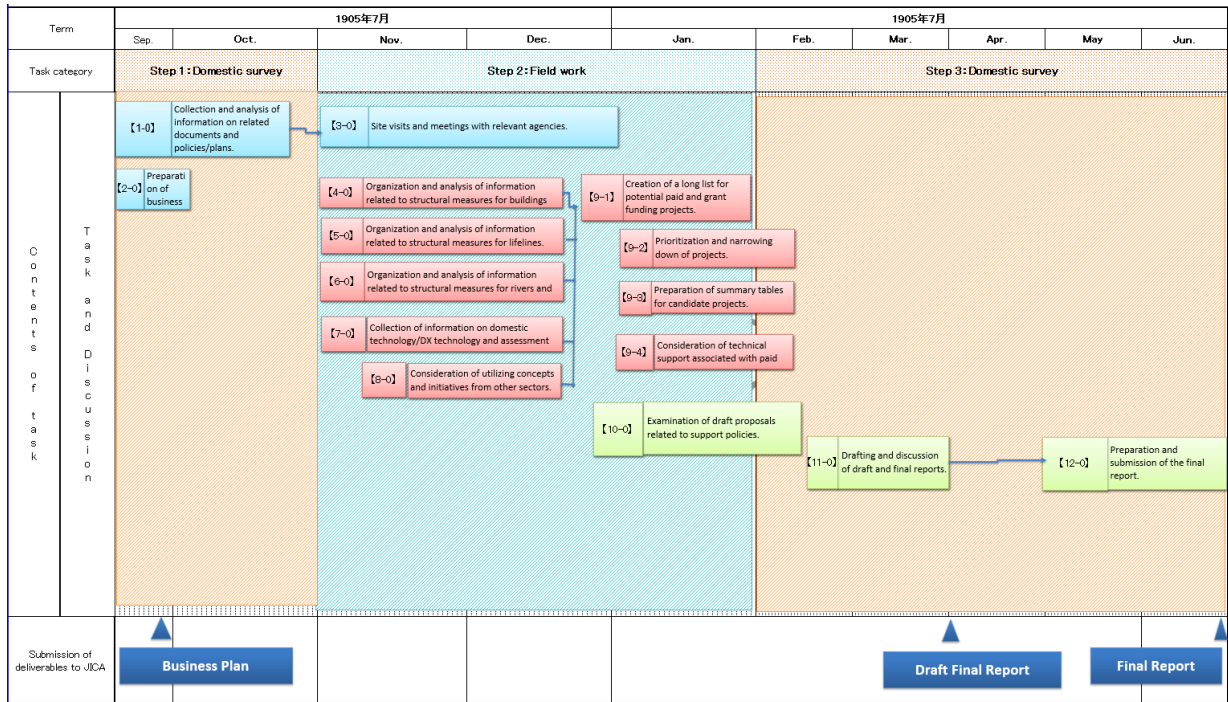 Term
1905年7月
1905年7月
Sep.
Oct.
Nov.
Dec.
Jan.
Feb.
Mar.
Apr.
May
Jun.
Task category
Step 1：Domestic survey
Step 2：Field work
Step 3：Domestic survey
Contents of task
Task and Discussion
【1-0】
Collection and analysis of
information on related
documents and
policies/plans.
【3-0】
Site visits and meetings with relevant agencies.
【2-0】
Preparati
on of
business
【4-0】
Organization and analysis of information
related to structural measures for buildings
【9-1】
Creation of a long list for
potential paid and grant
funding projects.
【5-0】
Organization and analysis of information
related to structural measures for lifelines.
【9-2】
Prioritization and narrowing
down of projects.
【6-0】
Organization and analysis of information
related to structural measures for rivers and
【9-3】
Preparation of summary tables
for candidate projects.
【7-0】
Collection of information on domestic
technology/DX technology and assessment
【9-4】
Consideration of technical
support associated with paid
【8-0】
Consideration of utilizing concepts
and initiatives from other sectors.
【10-0】
Examination of draft proposals
related to support policies.
【11-0】
Drafting and discussion
of draft and final reports.
【12-0】
Preparation and
submission of the final
report.
Submission of
deliverables to JICA
Business Plan
Draft Final Report
Final Report